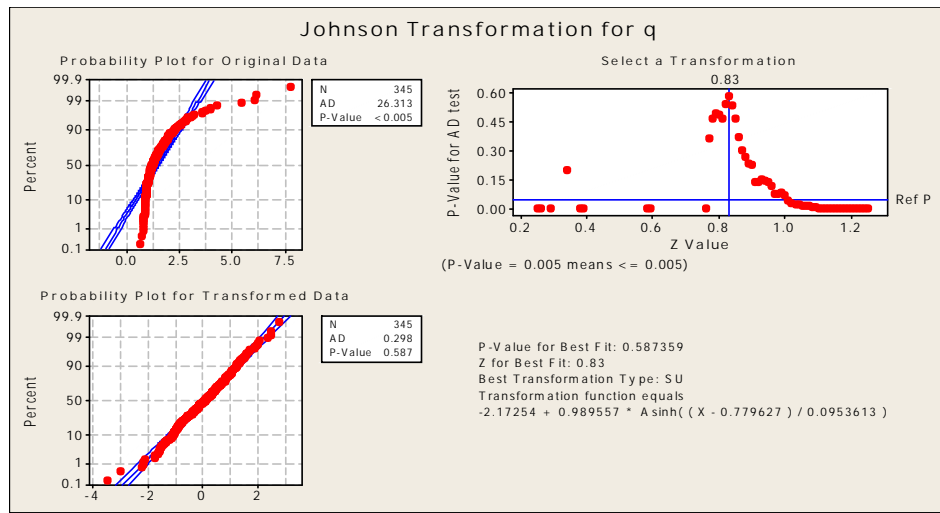 Johnson Transformation for q
Probability Plot for Original Data
99.9
99
90
50
10
1
0.1
Percent
0.0 2.5 5.0 7.5
N 345
AD 26.313
P-Value <0.005
Select a Transformation
0.83
0.60
0.45
0.30
0.15
0.00
P-Value for AD test
Ref P
0.2 0.4 0.6 0.8 1.0 1.2
Z Value
(P-Value = 0.005 means <= 0.005)
Probability Plot for Transformed Data
99.9
99
90
50
10
1
0.1
Percent
-4 -2 0 2
N 345
AD 0.298
P-Value 0.587
P-Value for Best Fit: 0.587359
Z for Best Fit: 0.83
Best Transformation Type: SU
Transformation function equals
-2.17254 + 0.989557 * Asinh( ( X - 0.779627 ) / 0.0953613 )